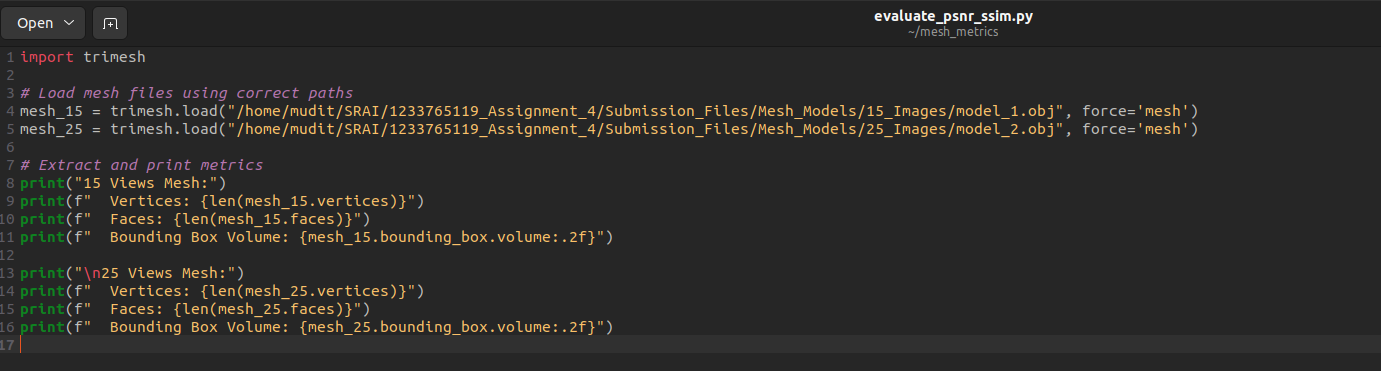 Open
evaluate_psnr_ssim.py
~/mesh_metrics
1 import trimesh
2
3 # Load mesh files using correct paths
4 mesh_15 = trimesh.load("/home/mudit/SRAI/1233765119_Assignment_4/Submission_Files/Mesh_Models/15_Images/model_1.obj", force='mesh')
5 mesh_25 = trimesh.load("/home/mudit/SRAI/1233765119_Assignment_4/Submission_Files/Mesh_Models/25_Images/model_2.obj", force='mesh')
6
7 # Extract and print metrics
8 print("15 Views Mesh:")
9 print(f"  Vertices: {len(mesh_15.vertices)}")
10 print(f"  Faces: {len(mesh_15.faces)}")
11 print(f"  Bounding Box Volume: {mesh_15.bounding_box.volume:.2f}")
12
13 print("\n25 Views Mesh:")
14 print(f"  Vertices: {len(mesh_25.vertices)}")
15 print(f"  Faces: {len(mesh_25.faces)}")
16 print(f"  Bounding Box Volume: {mesh_25.bounding_box.volume:.2f}")
17